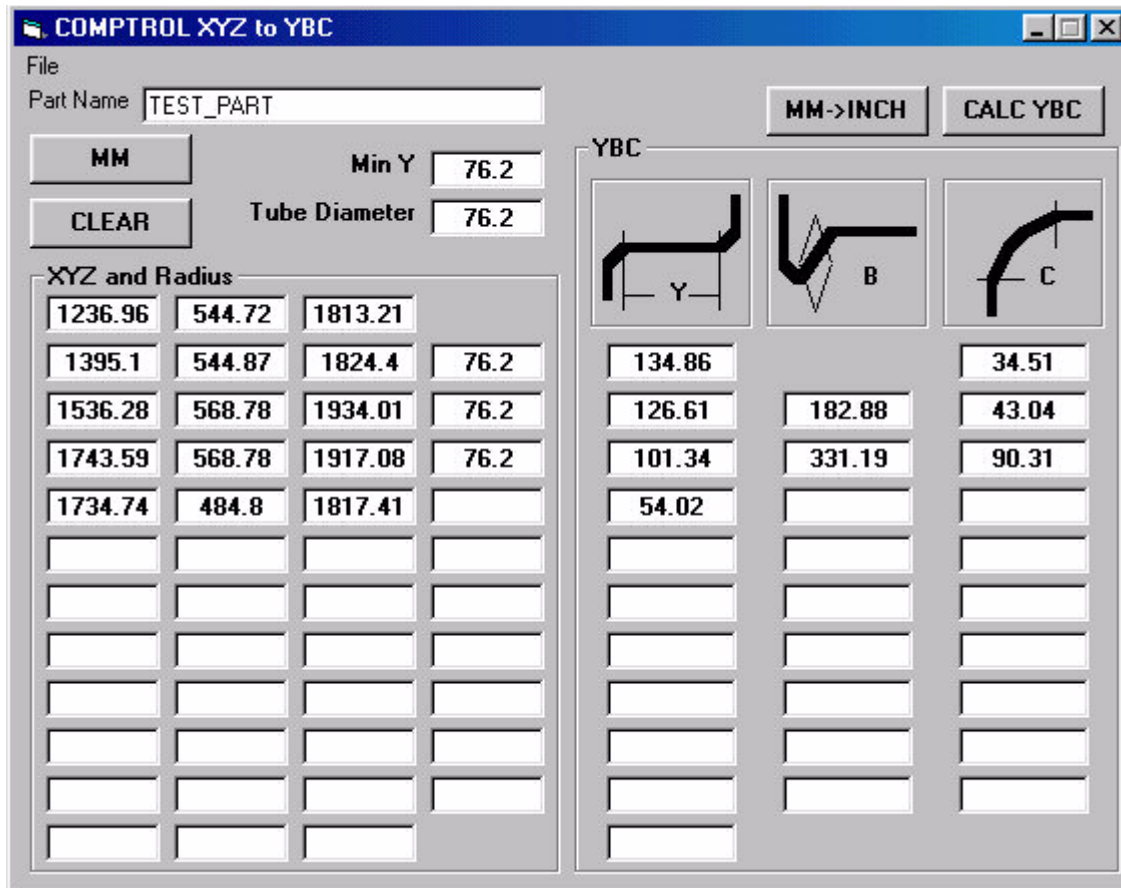 COMPTROL XYZ to YBC
File
Part Name TEST_PART MM->INCH CALC YBC
MM Min Y 76.2
CLEAR Tube Diameter 76.2
YBC
Y B C
XYZ and Radius
1236.96 544.72 1813.21
1395.1 544.87 1824.4 76.2 134.86 34.51
1536.28 568.78 1934.01 76.2 126.61 182.88 43.04
1743.59 568.78 1917.08 76.2 101.34 331.19 90.31
1734.74 484.8 1817.41 54.02